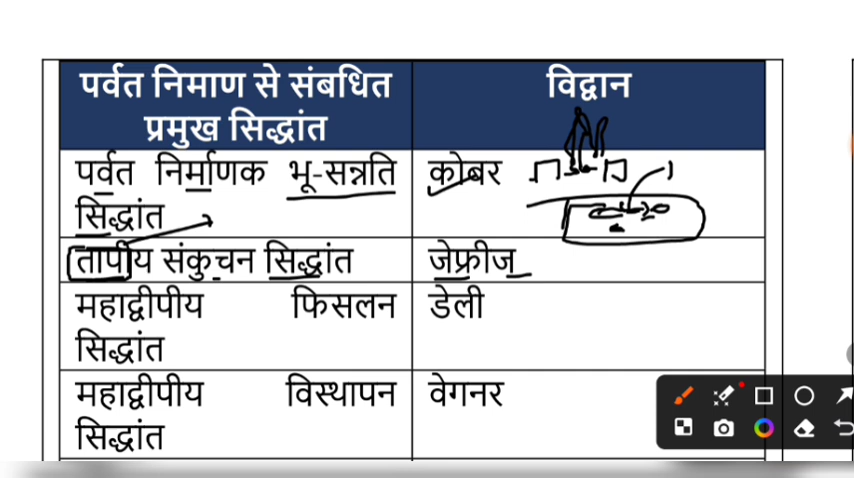 पर्वत निमाण से संबधित
प्रमुख सिद्धांत
विद्वान
पर्वत निर्माणक भू-सन्नति
सिद्धांत
कोबर
तापीय संकुचन सिद्धांत
जेफ्रीज
महाद्वीपीय फिसलन
सिद्धांत
डेली
महाद्वीपीय विस्थापन
सिद्धांत
वेगनर